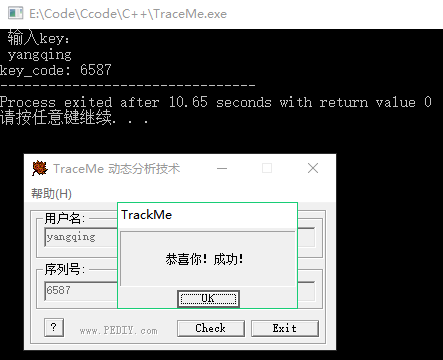 E:\Code\Ccode\C++\TraceMe.exe
输入key:
yangqing
key_code: 6587
--------------------------------
Process exited after 10.65 seconds with return value 0
请按任意键继续. . .
TraceMe 动态分析技术
帮助(H)
用户名:
yangqing
TrackMe
恭喜你! 成功!
OK
序列号:
6587
?
www.PEDIY.com
Check
Exit